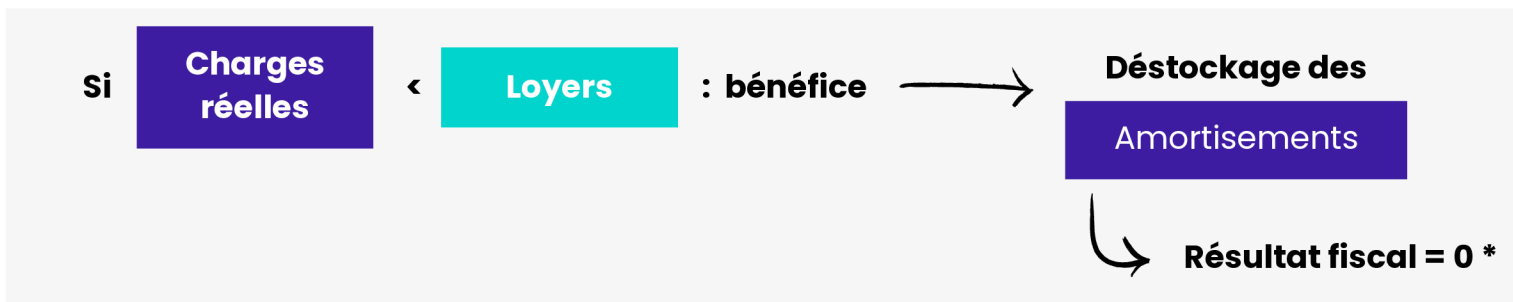 Si Charges réelles < Loyers : bénéfice
Déstockage des
Amortisements
Résultat fiscal = 0 *